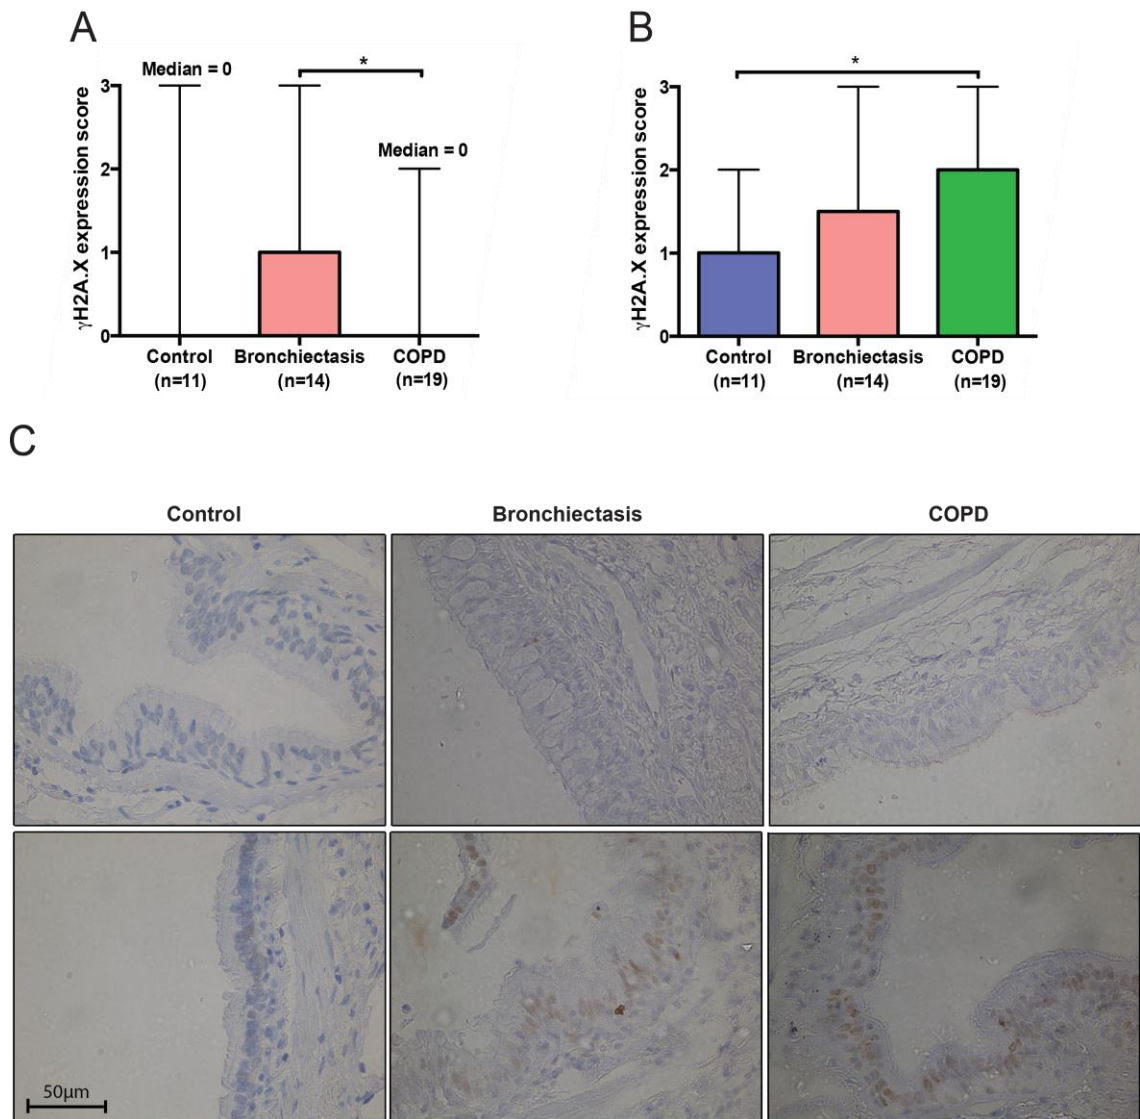 A
Median = 0
*
Median = 0
γH2A.X expression score
3
2
1
0
Control
(n=11)
Bronchiectasis
(n=14)
COPD
(n=19)
B
*
γH2A.X expression score
3
2
1
0
Control
(n=11)
Bronchiectasis
(n=14)
COPD
(n=19)
C
Control
Bronchiectasis
COPD
50μm